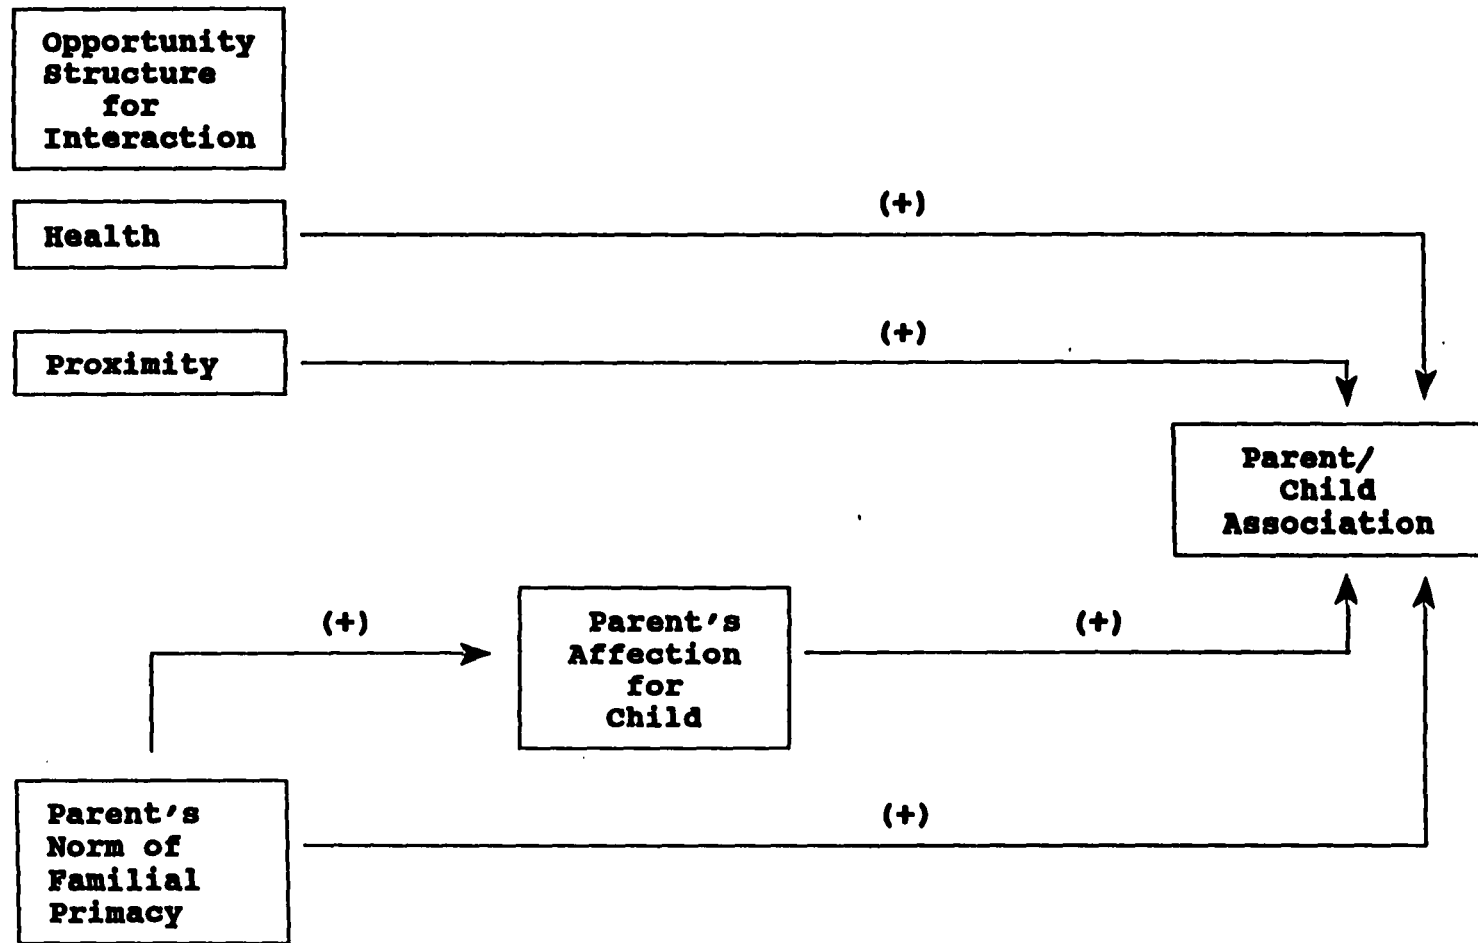 Opportunity
Structure
for
Interaction
(+)
Health
(+)
Proximity
Parent/
Child
Association
(+)
Parent's
Affection
for
Child
(+)
Parent's
Norm of
Familial
Primacy
(+)